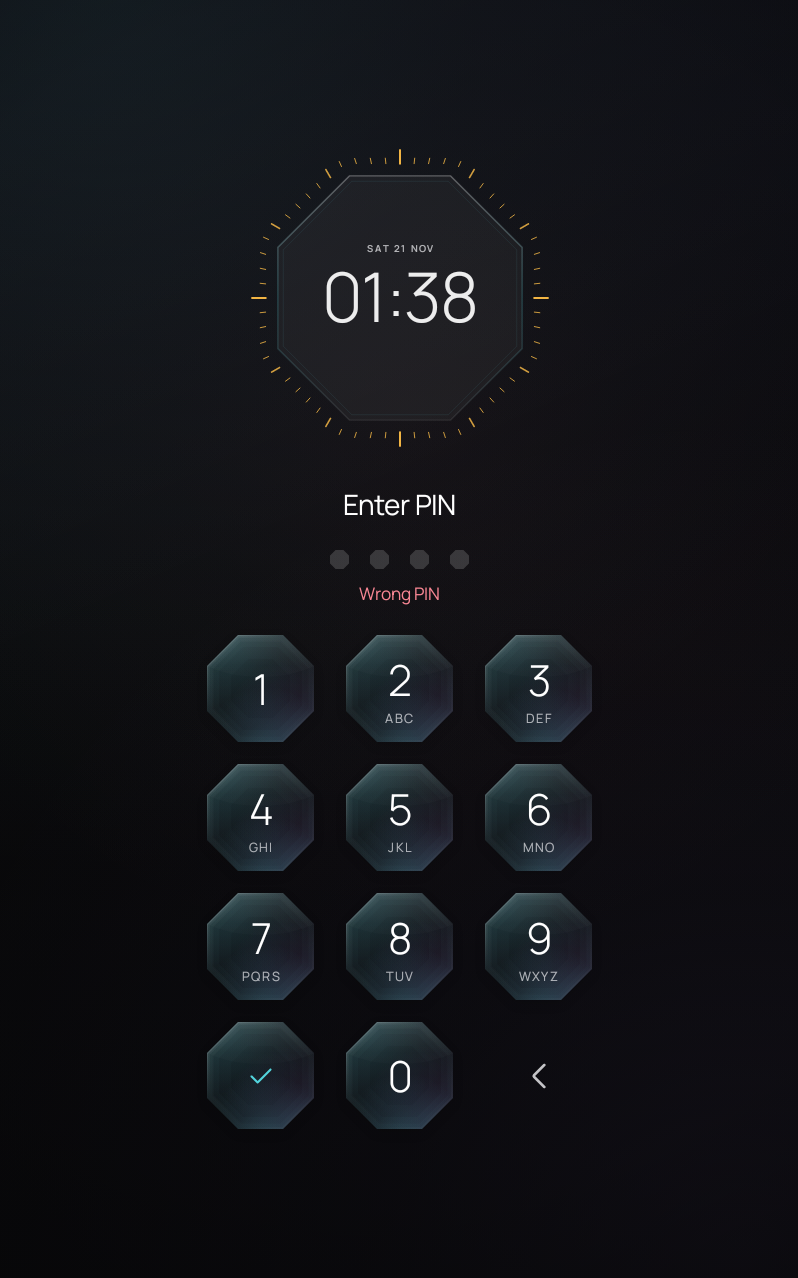 SAT 21 NOV
01:38
Enter PIN
Wrong PIN
1 2 3
ABC DEF
4 5 6
GHI JKL MNO
7 8 9
PQRS TUV WXYZ
0